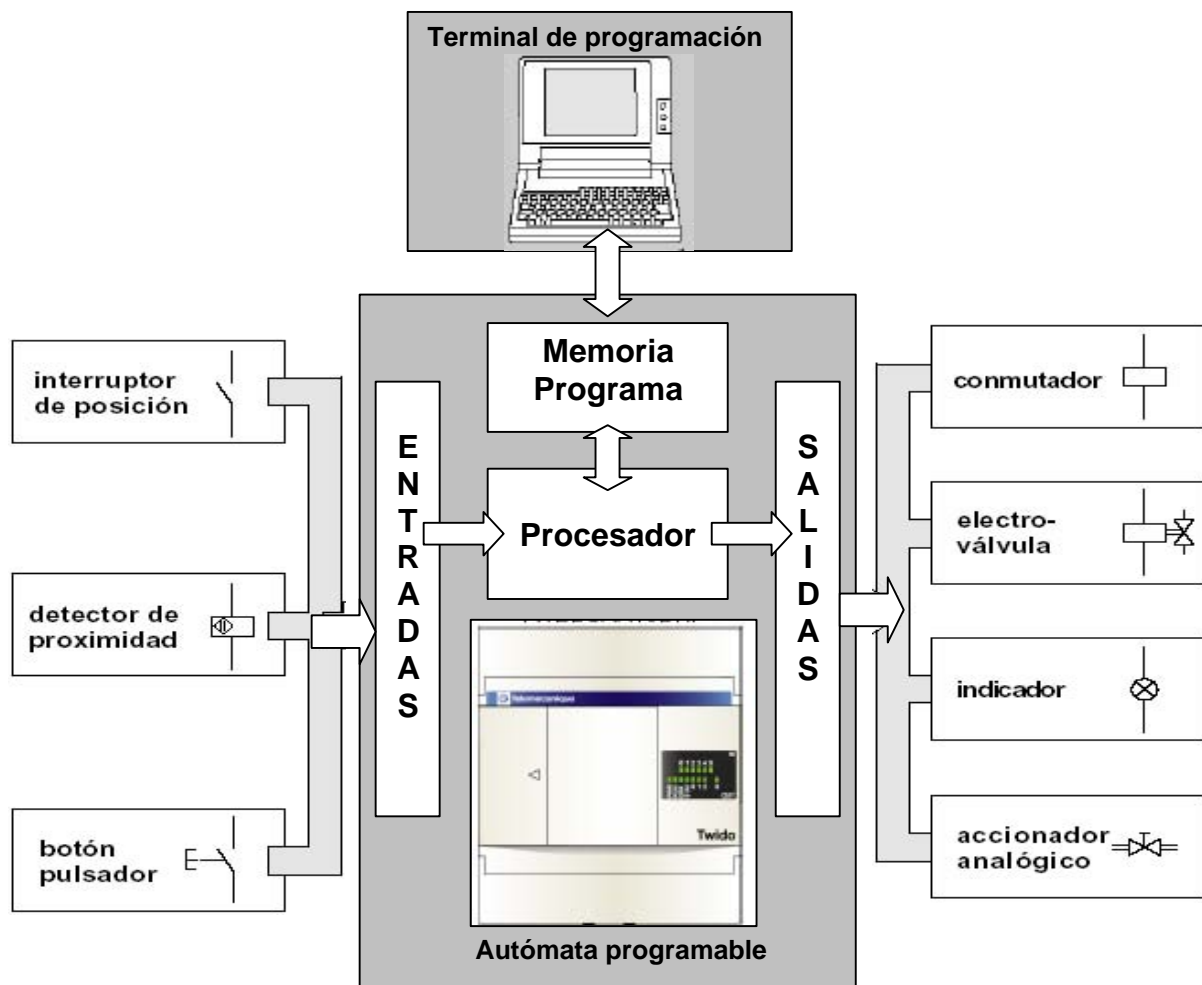 Terminal de programación
Memoria
Programa
interruptor
de posición
conmutador
E
N
T
R
A
D
A
S
S
A
L
I
D
A
S
Procesador
electro-
válvula
detector de
proximidad
indicador
Telemecanique
Twido
botón
pulsador
accionador
analógico
Autómata programable